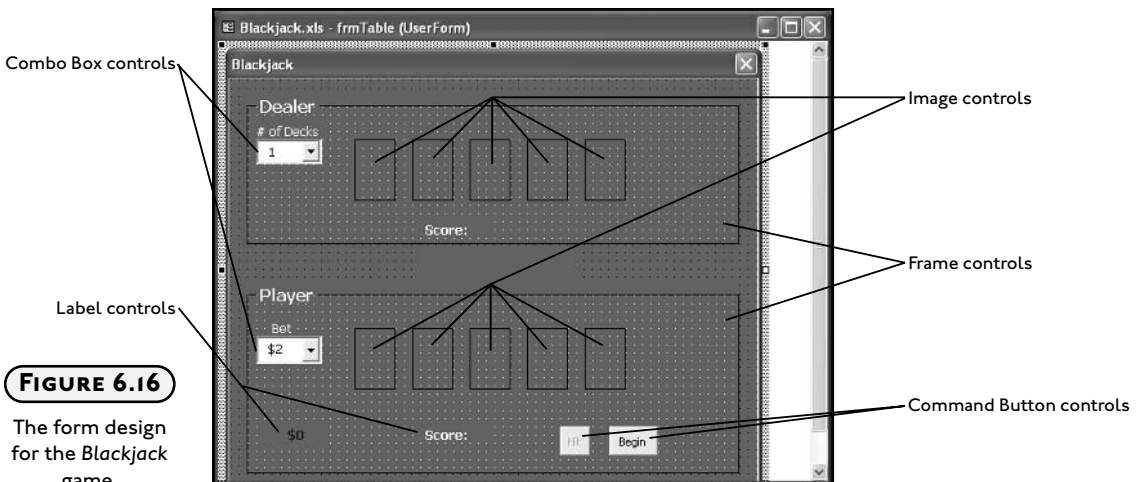 Blackjack.xls - frmTable (UserForm)
Combo Box controls
Blackjack
Image controls
Dealer
# of Decks
1
Score:
Frame controls
Player
Label controls
Bet
$2
FIGURE 6.16
The form design
for the Blackjack
game
$0
Score:
Hit
Begin
Command Button controls